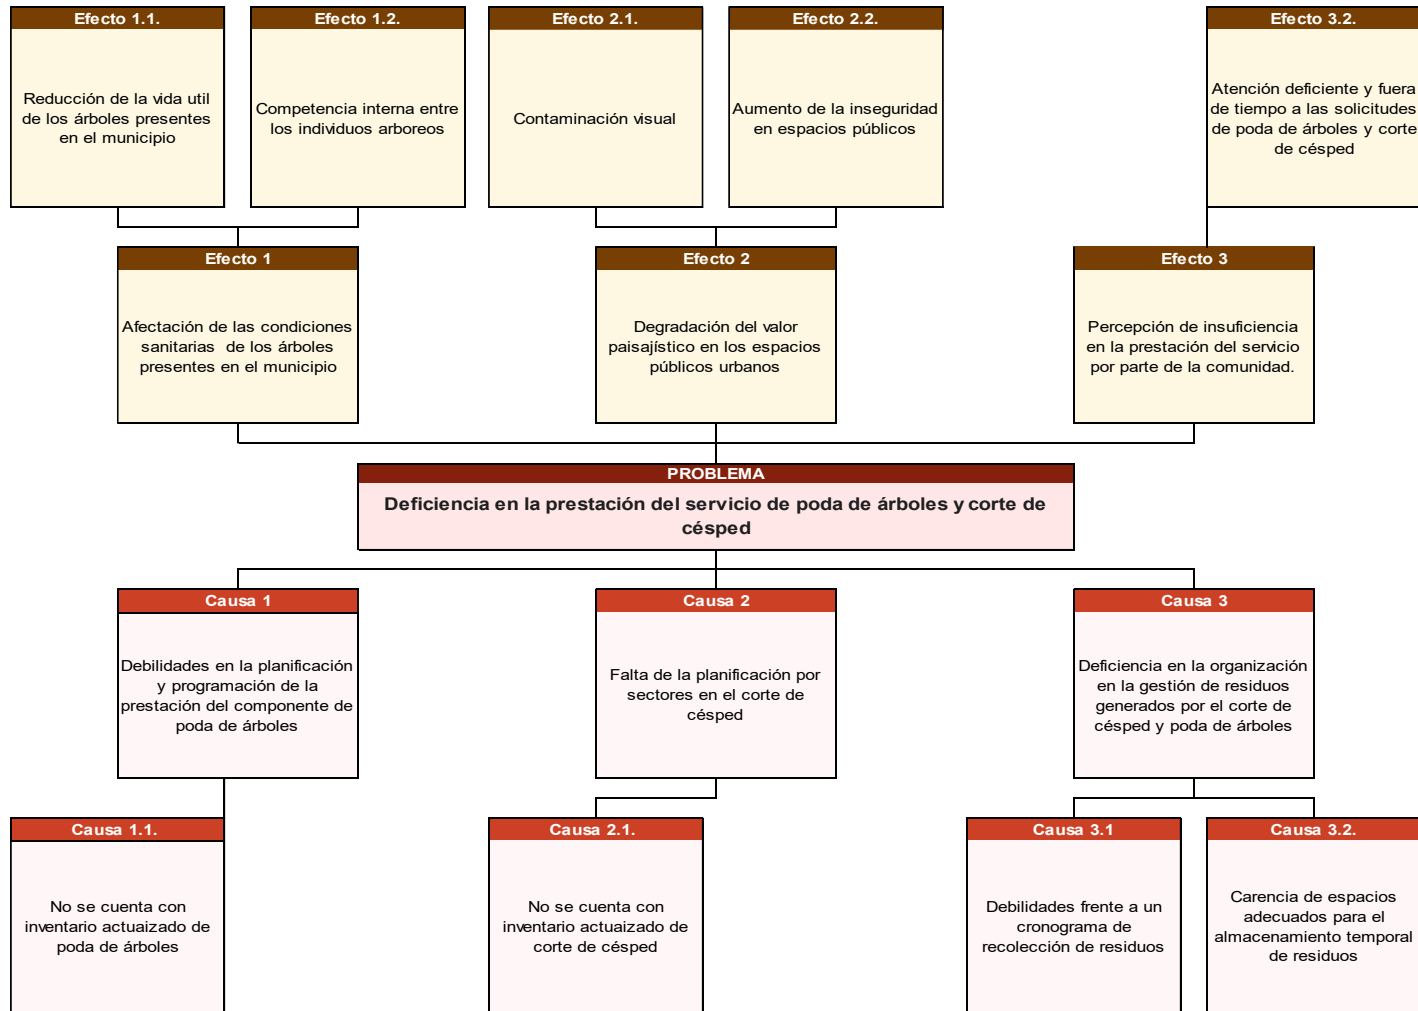 Efecto 1.1.
Reducción de la vida util
de los árboles presentes
en el municipio
Efecto 1.2.
Competencia interna entre
los individuos arboreos
Efecto 2.1.
Contaminación visual
Efecto 2.2.
Aumento de la inseguridad
en espacios públicos
Efecto 3.2.
Atención deficiente y fuera
de tiempo a las solicitudes
de poda de árboles y corte
de césped
Efecto 1
Afectación de las condiciones
sanitarias de los árboles
presentes en el municipio
Efecto 2
Degradación del valor
paisajístico en los espacios
públicos urbanos
Efecto 3
Percepción de insuficiencia
en la prestación del servicio
por parte de la comunidad.
PROBLEMA
Deficiencia en la prestación del servicio de poda de árboles y corte de
césped
Causa 1
Debilidades en la planificación
y programación de la
prestación del componente de
poda de árboles
Causa 2
Falta de la planificación por
sectores en el corte de
césped
Causa 3
Deficiencia en la organización
en la gestión de residuos
generados por el corte de
césped y poda de árboles
Causa 1.1.
No se cuenta con
inventario actuaizado de
poda de árboles
Causa 2.1.
No se cuenta con
inventario actuaizado de
corte de césped
Causa 3.1
Debilidades frente a un
cronograma de
recolección de residuos
Causa 3.2.
Carencia de espacios
adecuados para el
almacenamiento temporal
de residuos